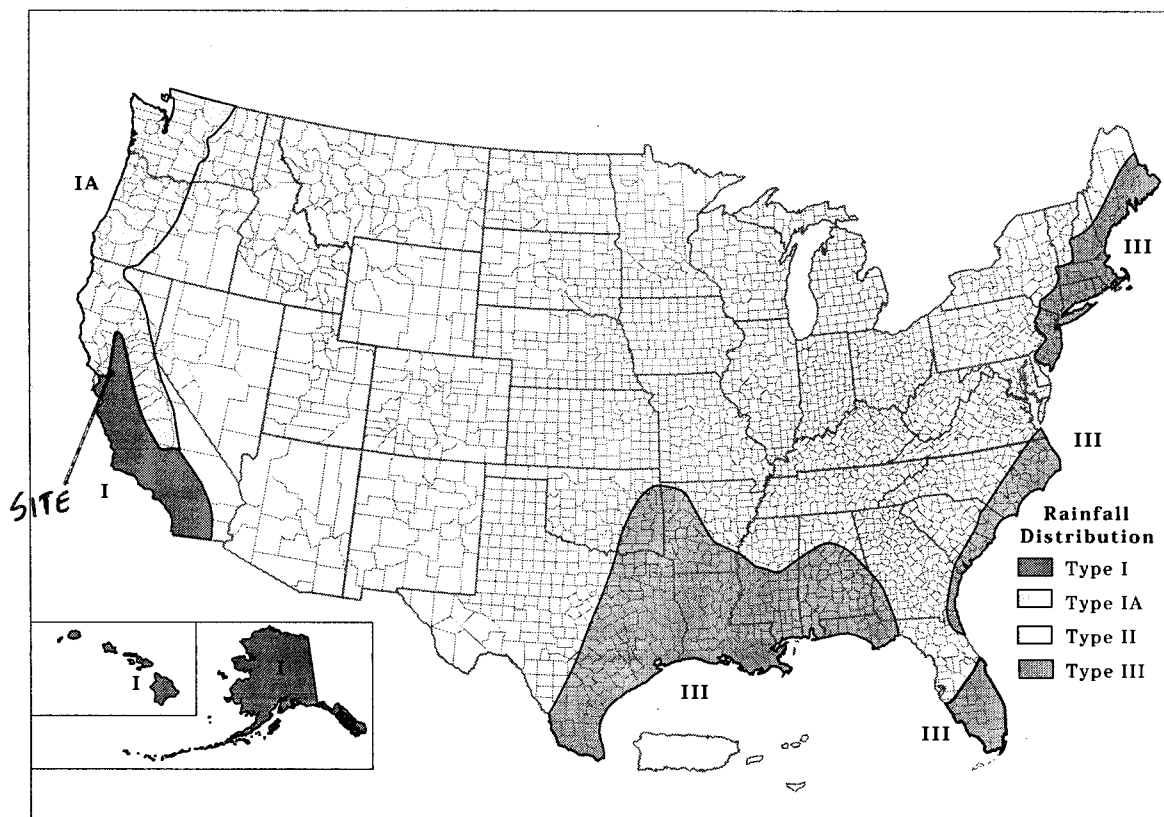 IA
III
III
SITE
I
Rainfall
Distribution
Type I
Type IA
Type II
Type III
I
I
III
III